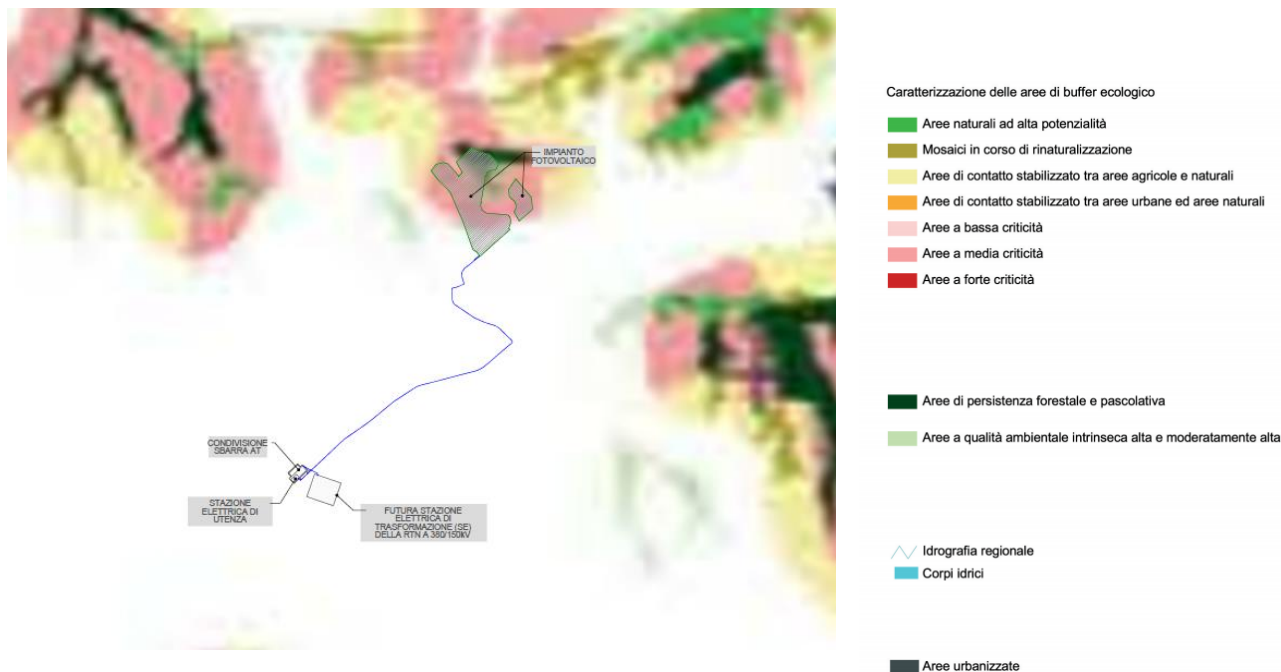 IMPIANTO
FOTOVOLTAICO
CONDIVISIONE
SBARRA AT
STAZIONE
ELETTRICA DI
UTENZA
FUTURA STAZIONE
ELETTRICA DI
TRASFORMAZIONE (SE)
DELLA RTN A 380/150kV
Caratterizzazione delle aree di buffer ecologico
Aree naturali ad alta potenzialità
Mosaici in corso di rinaturalizzazione
Aree di contatto stabilizzato tra aree agricole e naturali
Aree di contatto stabilizzato tra aree urbane ed aree naturali
Aree a bassa criticità
Aree a media criticità
Aree a forte criticità
Aree di persistenza forestale e pascolativa
Aree a qualità ambientale intrinseca alta e moderatamente alta
Idrografia regionale
Corpi idrici
Aree urbanizzate